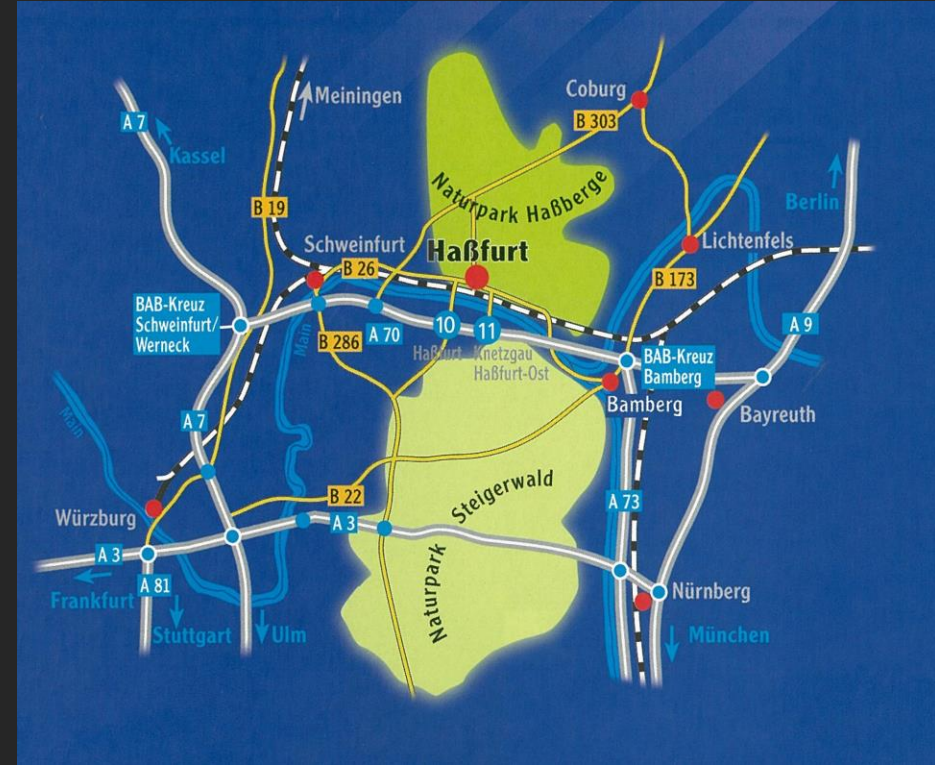 Meiningen
Coburg
B 303
A 7
Kassel
Naturpark Haßberge
Berlin
B 19
Schweinfurt
Haßfurt
Lichtenfels
B 26
B 173
BAB-Kreuz
Schweinfurt/
Werneck
Main
B 286
A 70
10
11
A 9
Haßfurt
Knetzgau
Haßfurt-Ost
BAB-Kreuz
Bamberg
Bamberg
Bayreuth
Main
A 7
Steigerwald
Naturpark
B 22
A 3
A 73
Würzburg
A 3
A 81
Frankfurt
Stuttgart
Ulm
Nürnberg
München